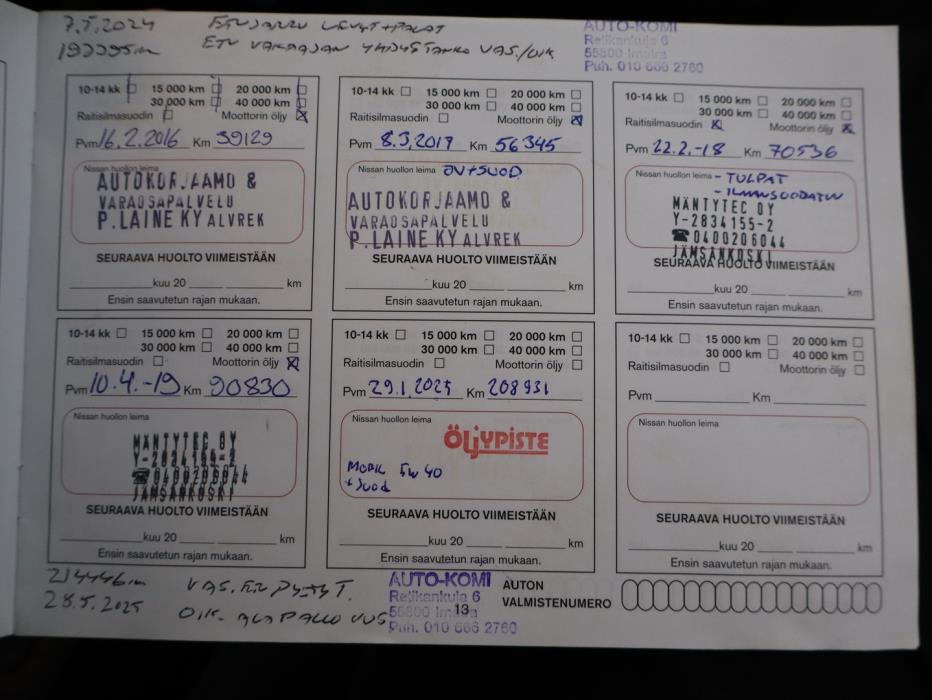 7.5.2024 ETUJARRU LEVYT+PALAT
193395km ETU VAKAAJAN YHDYSTANKO VAS./OIK
AUTO-KOMI
Retikankuja 6
55800 Imatra
Puh. 010 666 2760
10-14 kk 15 000 km 20 000 km
30 000 km 40 000 km
Raitisilmasuodin Moottorin öljy
Pvm 16.2.2016 Km 39129
Nissan huollon leima
AUTOKORJAAMO &
VARAOSAPALVELU
P. LAINE KY ALVREK
SEURAAVA HUOLTO VIIMEISTÄÄN
kuu 20 km
Ensin saavutetun rajan mukaan.
10-14 kk 15 000 km 20 000 km
30 000 km 40 000 km
Raitisilmasuodin Moottorin öljy
Pvm 8.3.2017 Km 56345
Nissan huollon leima ÖV+SUOD
AUTOKORJAAMO &
VARAOSAPALVELU
P. LAINE KY ALVREK
SEURAAVA HUOLTO VIIMEISTÄÄN
kuu 20 km
Ensin saavutetun rajan mukaan.
10-14 kk 15 000 km 20 000 km
30 000 km 40 000 km
Raitisilmasuodin Moottorin öljy
Pvm 22.2.-18 Km 70536
Nissan huollon leima - TULPAT
- ILMANSUODATIN
MÄNTYTEC OY
Y-2834155-2
☎0400206044
JÄMSÄNKOSKI
SEURAAVA HUOLTO VIIMEISTÄÄN
kuu 20 km
Ensin saavutetun rajan mukaan.
10-14 kk 15 000 km 20 000 km
30 000 km 40 000 km
Raitisilmasuodin Moottorin öljy
Pvm 10.4.-19 Km 90830
Nissan huollon leima
MÄNTYTEC OY
Y-2834155-2
☎0400206044
JÄMSÄNKOSKI
SEURAAVA HUOLTO VIIMEISTÄÄN
kuu 20 km
Ensin saavutetun rajan mukaan.
10-14 kk 15 000 km 20 000 km
30 000 km 40 000 km
Raitisilmasuodin Moottorin öljy
Pvm 29.1.2025 Km 208931
Nissan huollon leima
ÖLJYPISTE
MOBIL 5W40
+ SUOD
SEURAAVA HUOLTO VIIMEISTÄÄN
kuu 20 km
Ensin saavutetun rajan mukaan.
10-14 kk 15 000 km 20 000 km
30 000 km 40 000 km
Raitisilmasuodin Moottorin öljy
Pvm Km
Nissan huollon leima
SEURAAVA HUOLTO VIIMEISTÄÄN
kuu 20 km
Ensin saavutetun rajan mukaan.
214446km VAS.
28.5.2025 OIK. ALAPALLO
AUTO-KOMI
Retikankuja 6
55800 Imatra
Puh. 010 666 2760
13
AUTON
VALMISTENUMERO